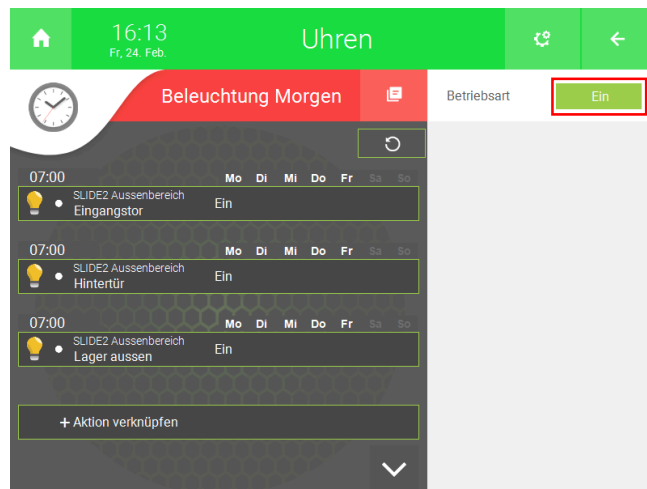 16:13
Fr, 24. Feb.
Uhren
Beleuchtung Morgen
Betriebsart
Ein
07:00 Mo Di Mi Do Fr Sa So
SLIDE2 Aussenbereich
Eingangstor
Ein
07:00 Mo Di Mi Do Fr Sa So
SLIDE2 Aussenbereich
Hintertür
Ein
07:00 Mo Di Mi Do Fr Sa So
SLIDE2 Aussenbereich
Lager aussen
Ein
+ Aktion verknüpfen